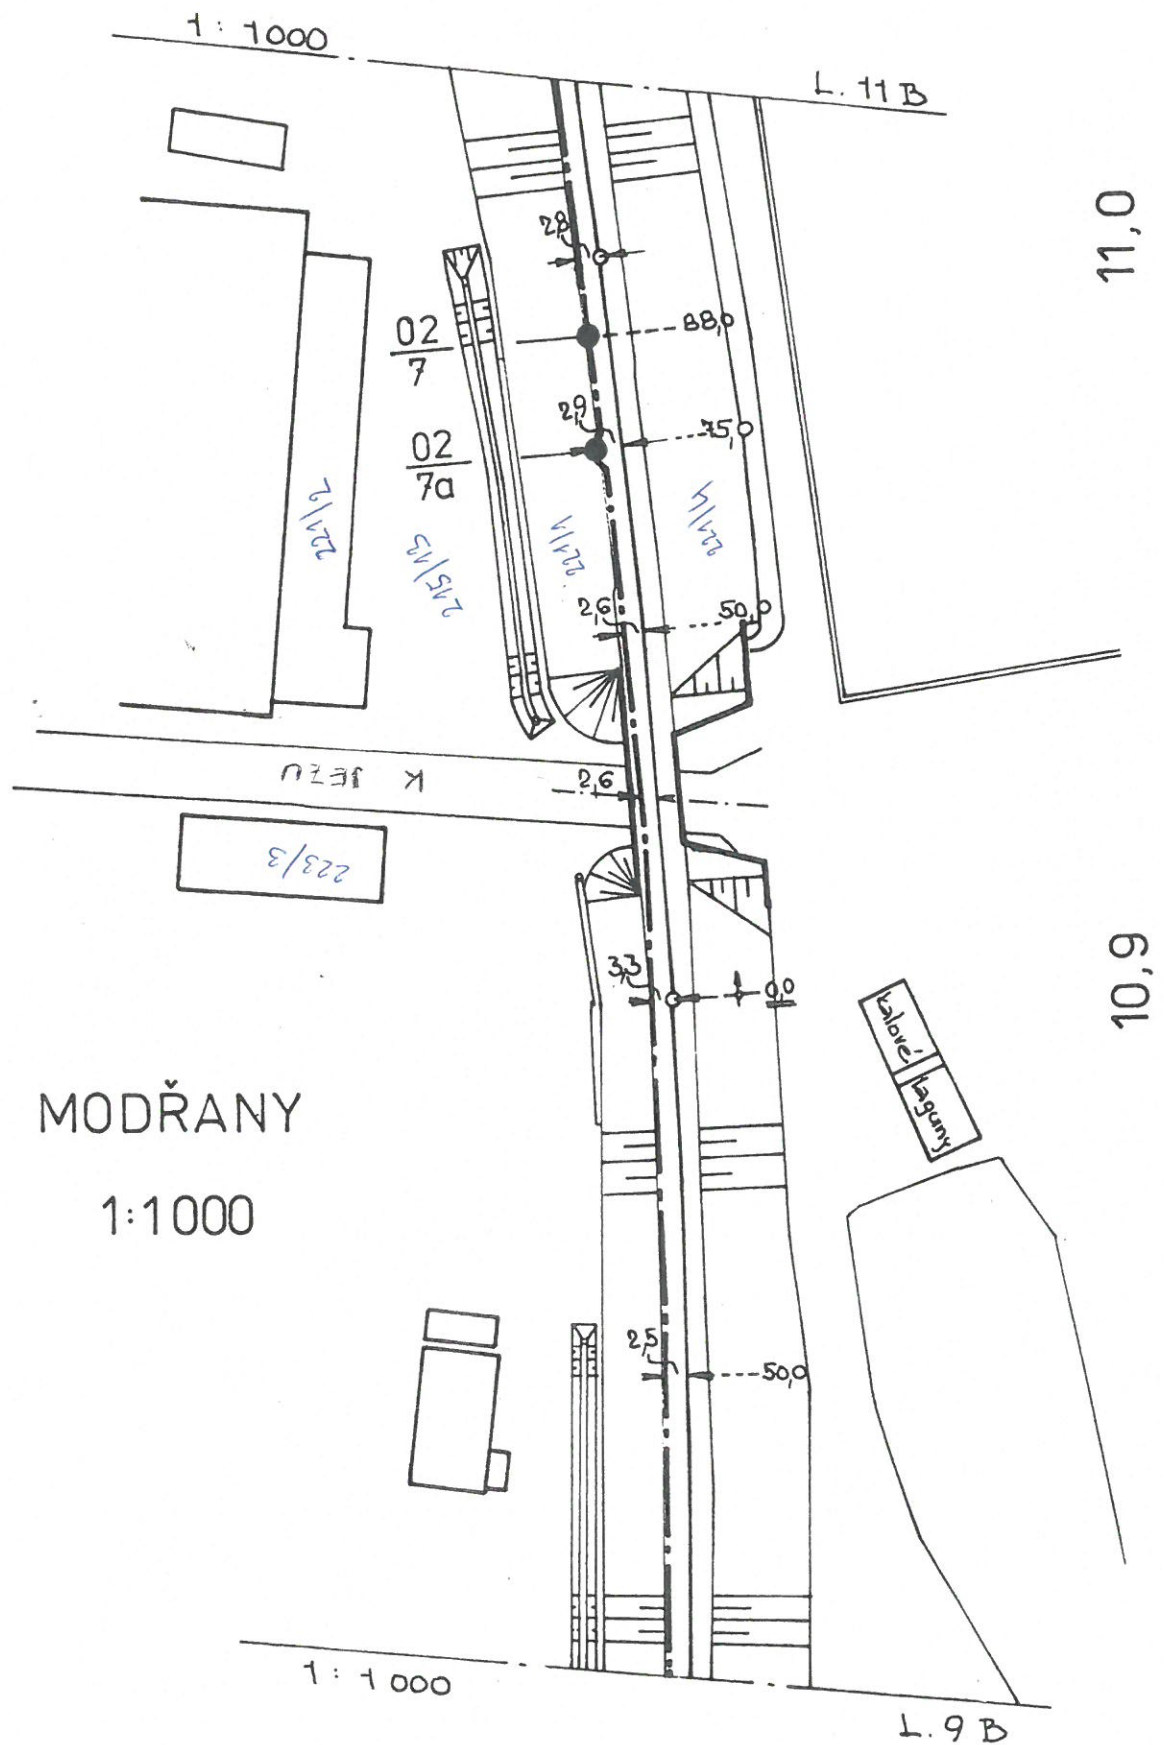 1 : 1000
L. 11 B
11,0
2,8
02
7
88,0
2,9
75,0
02
7a
221/2
215/13
221/1
221/4
2,6
50,0
K JEZU
2,6
223/3
10,9
3,3
0,0
kalové
laguny
MODŘANY
1:1000
2,5
50,0
1 : 1000
L. 9 B